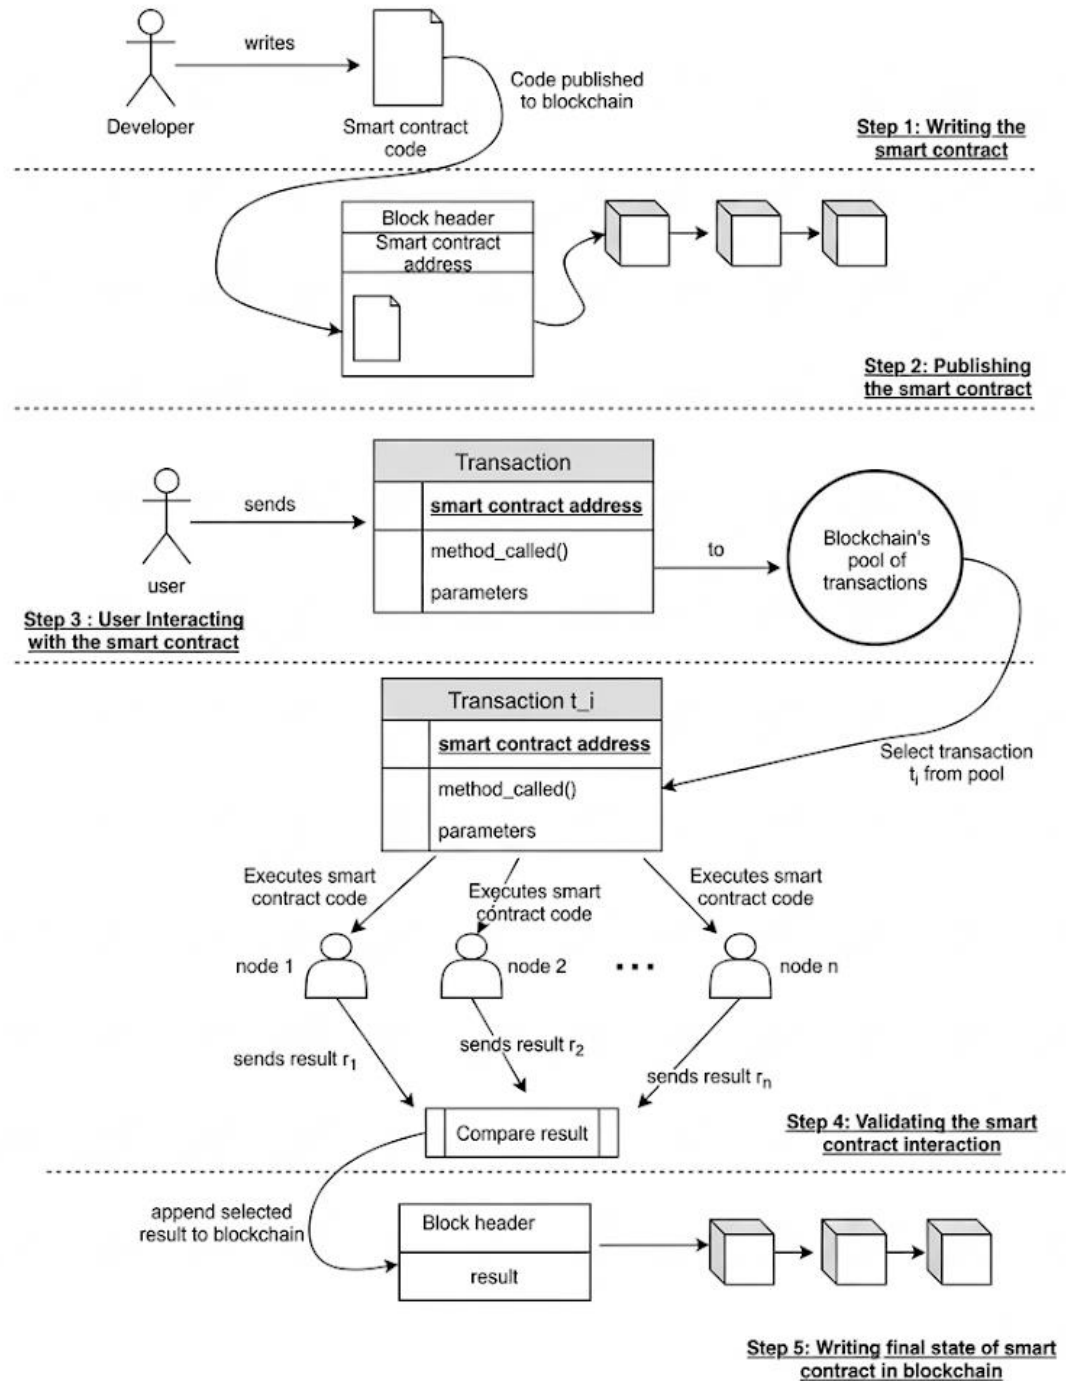 writes
Developer
Smart contract
code
Code published
to blockchain
Step 1: Writing the
smart contract
Block header
Smart contract
address
Step 2: Publishing
the smart contract
user
sends
Transaction
smart contract address
method_called()
parameters
to
Blockchain's
pool of
transactions
Step 3 : User Interacting
with the smart contract
Transaction t_i
smart contract address
method_called()
parameters
Select transaction
tᵢ from pool
Executes smart
contract code
Executes smart
contract code
Executes smart
contract code
node 1
node 2
...
node n
sends result r₁
sends result r₂
sends result rₙ
Compare result
Step 4: Validating the smart
contract interaction
append selected
result to blockchain
Block header
result
Step 5: Writing final state of smart
contract in blockchain